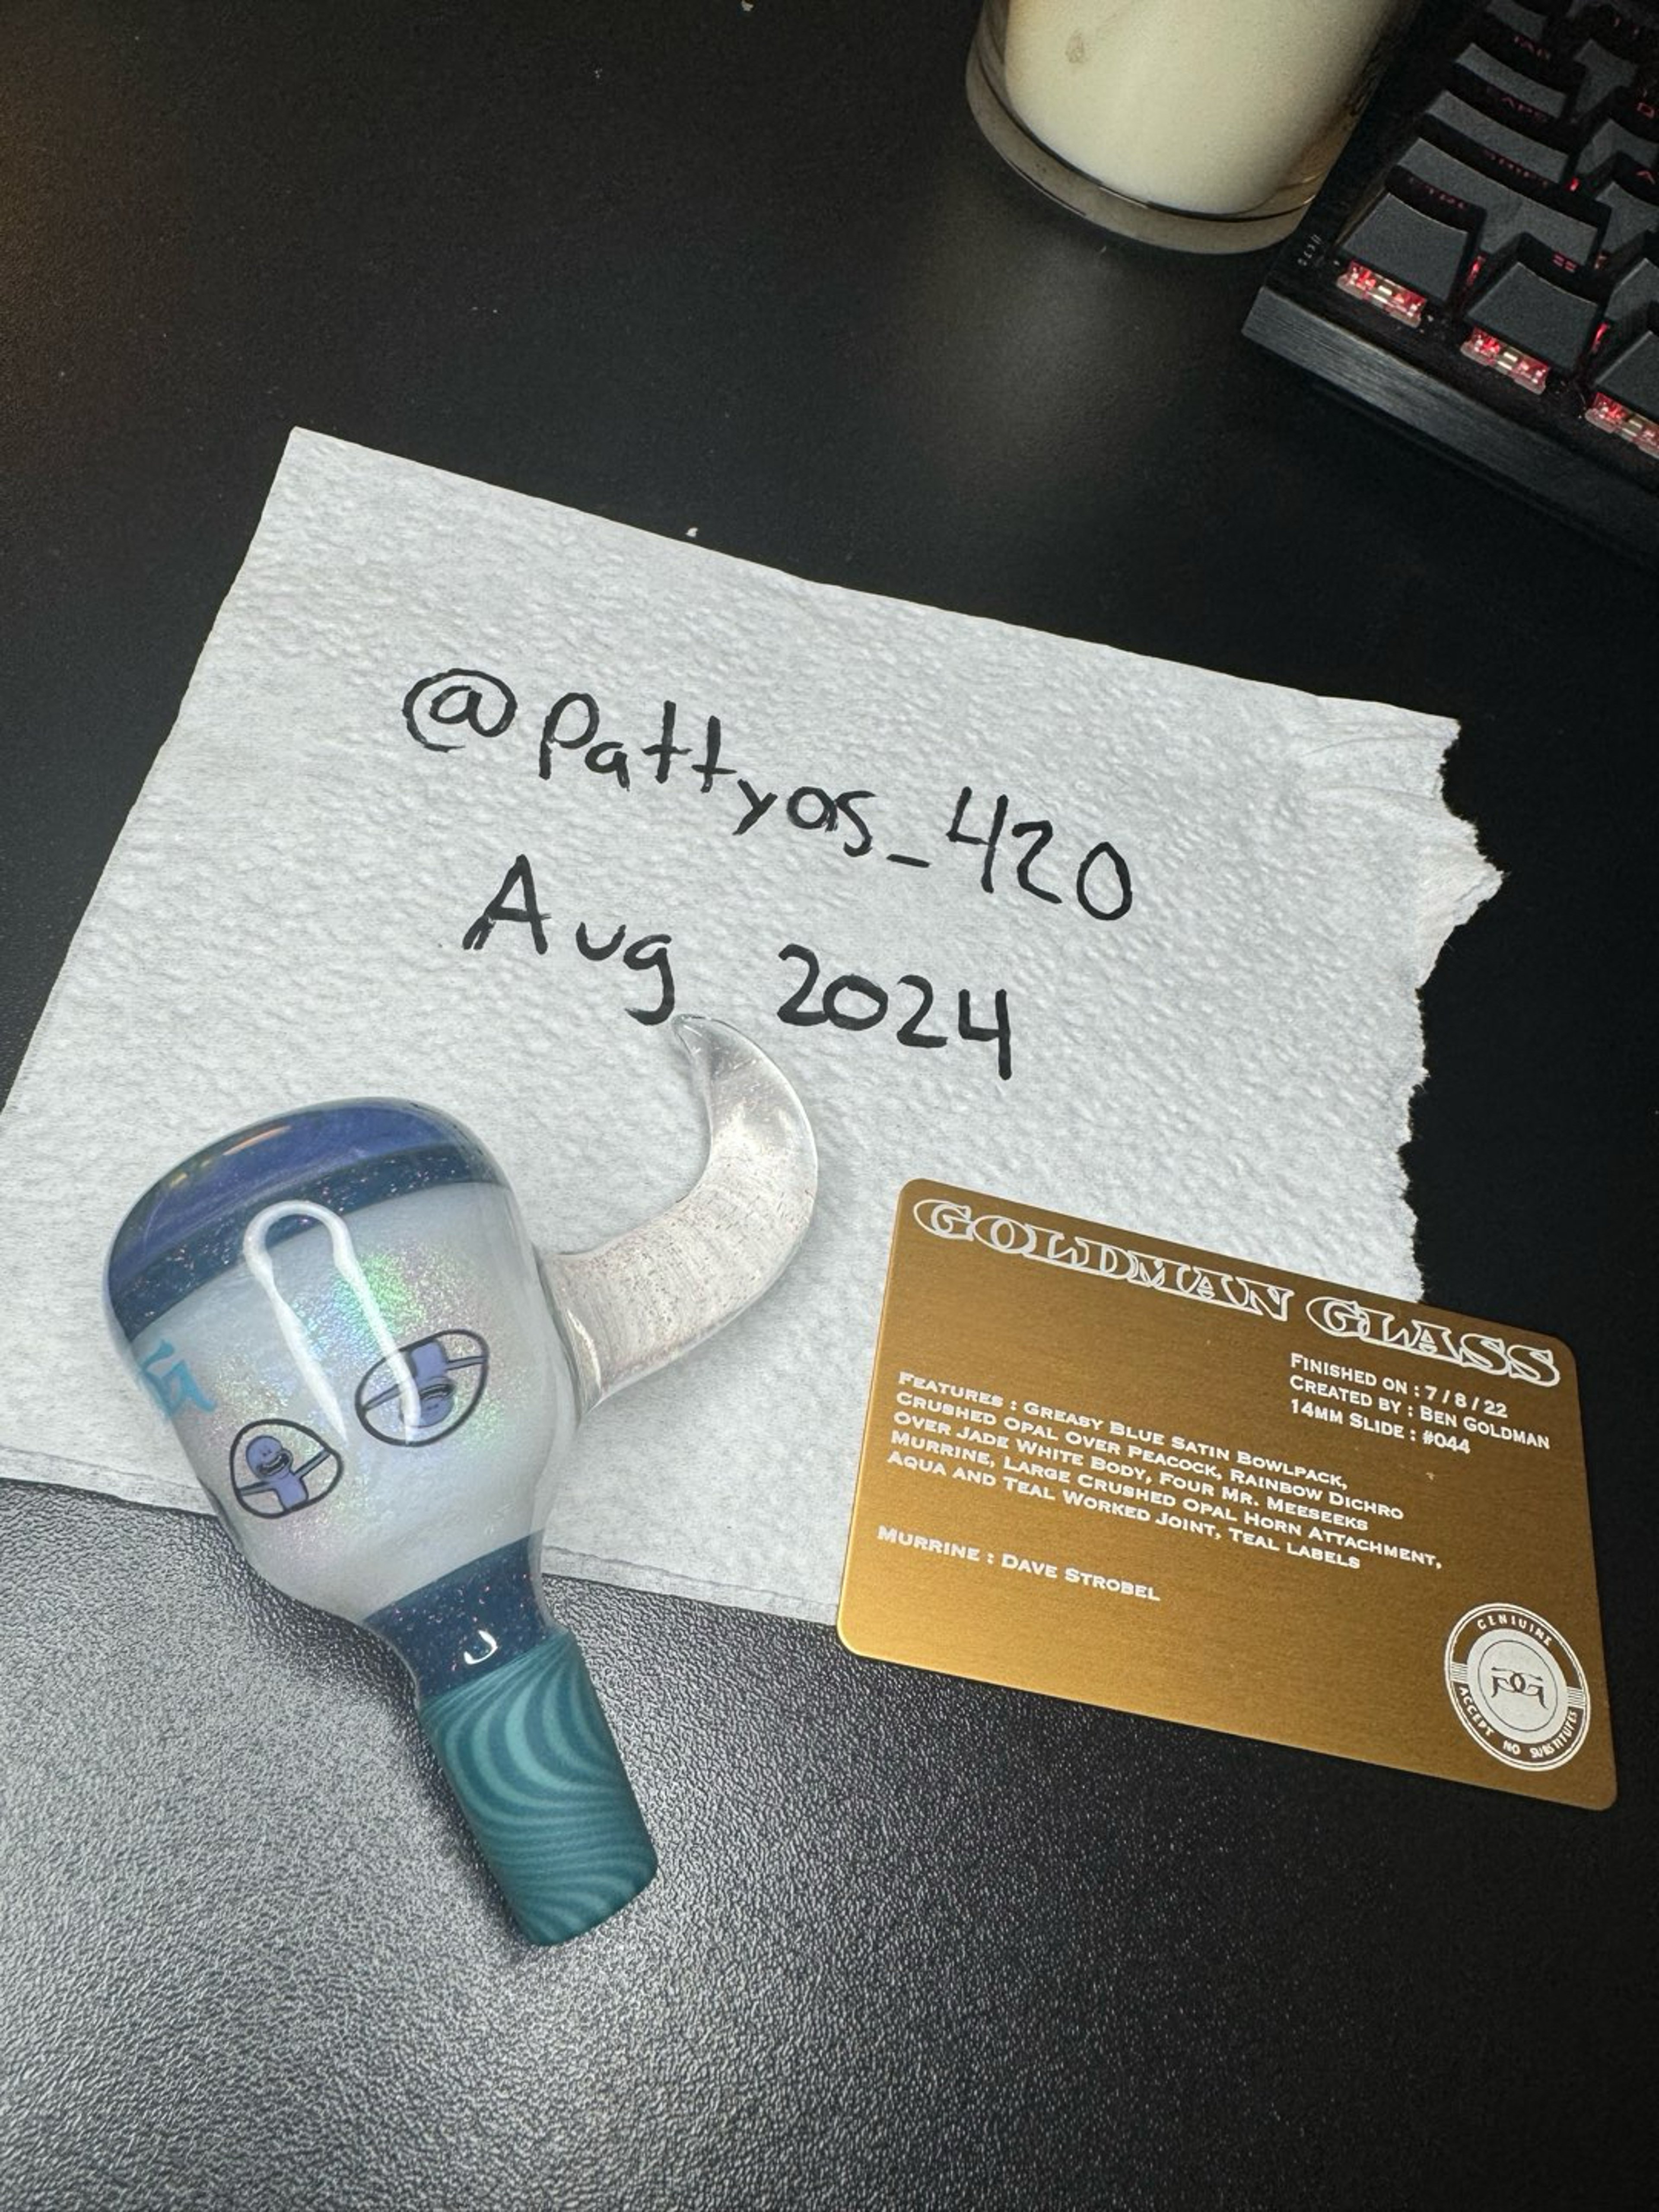 @Pattyos_420
Aug 2024
GOLDMAN GLASS
FINISHED ON : 7/8/22
CREATED BY : BEN GOLDMAN
14MM SLIDE : #044
FEATURES : GREASY BLUE SATIN BOWLPACK,
CRUSHED OPAL OVER PEACOCK, RAINBOW DICHRO
OVER JADE WHITE BODY, FOUR MR. MEESEEKS
MURRINE, LARGE CRUSHED OPAL HORN ATTACHMENT,
AQUA AND TEAL WORKED JOINT, TEAL LABELS
MURRINE : DAVE STROBEL
GENIUINE
GG
ACCEPT NO SUBSTITUTES